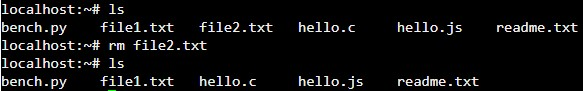 localhost:~# ls
bench.py    file1.txt   file2.txt   hello.c     hello.js    readme.txt
localhost:~# rm file2.txt
localhost:~# ls
bench.py    file1.txt   hello.c     hello.js    readme.txt